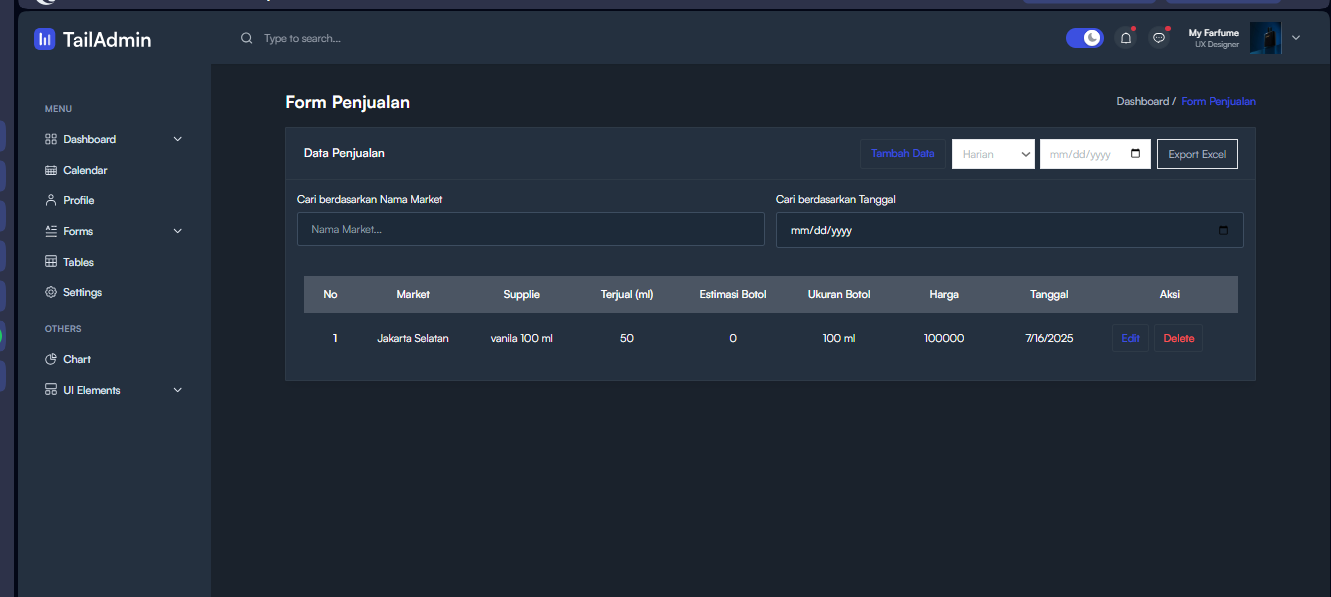 TailAdmin
Type to search...
My Farfume
UX Designer
MENU
Dashboard
Calendar
Profile
Forms
Tables
Settings
OTHERS
Chart
UI Elements
Form Penjualan
Dashboard / Form Penjualan
Data Penjualan
Tambah Data
Harian
mm/dd/yyyy
Export Excel
Cari berdasarkan Nama Market
Cari berdasarkan Tanggal
Nama Market...
mm/dd/yyyy
No Market Supplie Terjual (ml) Estimasi Botol Ukuran Botol Harga Tanggal Aksi
1 Jakarta Selatan vanila 100 ml 50 0 100 ml 100000 7/16/2025 Edit Delete